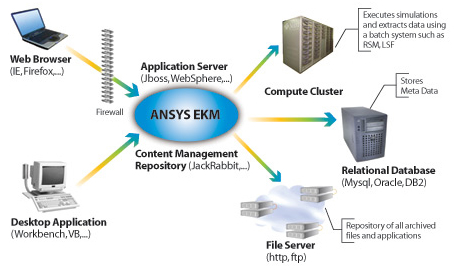 Web Browser
(IE, Firefox,...)
Firewall
Application Server
(Jboss, WebSphere,...)
ANSYS EKM
Content Management
Repository (JackRabbit,...)
Desktop Application
(Workbench, VB,...)
Executes simulations
and extracts data using
a batch system such as
RSM, LSF
Compute Cluster
Stores
Meta Data
Relational Database
(Mysql, Oracle, DB2)
Repository of all archived
files and applications
File Server
(http, ftp)